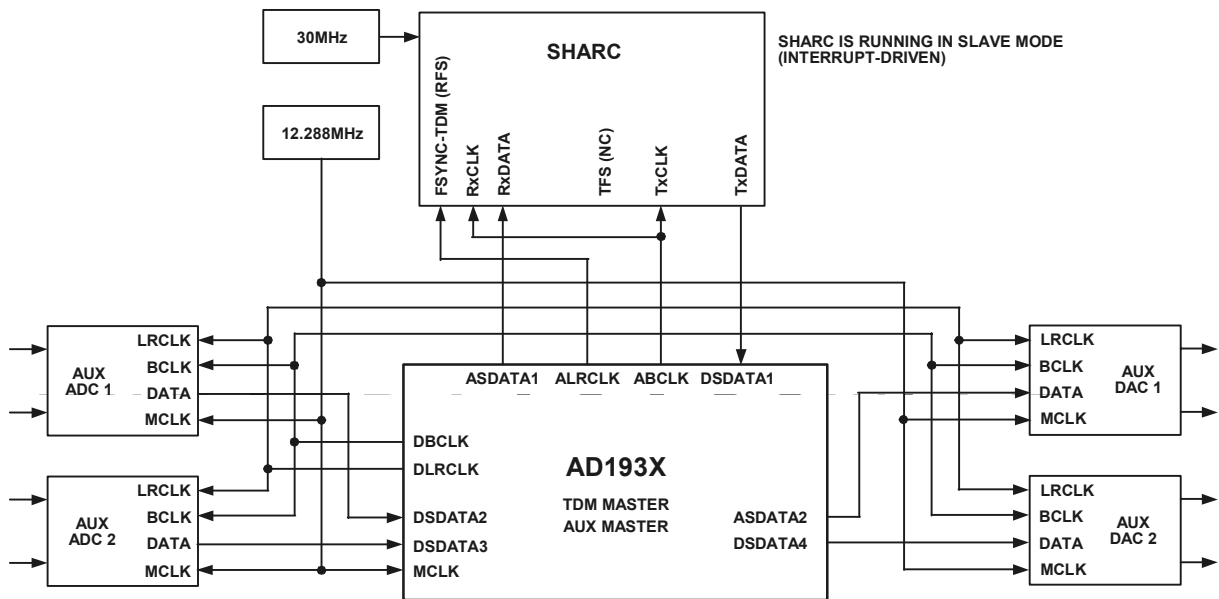 30MHz
SHARC
SHARC IS RUNNING IN SLAVE MODE
(INTERRUPT-DRIVEN)
12.288MHz
FSYNC-TDM (RFS)
RxCLK
RxDATA
TFS (NC)
TxCLK
TxDATA
LRCLK
BCLK
DATA
MCLK
AUX
ADC 1
LRCLK
BCLK
DATA
MCLK
AUX
ADC 2
ASDATA1
ALRCLK
ABCLK
DSDATA1
DBCLK
DLRCLK
DSDATA2
DSDATA3
MCLK
AD193X
TDM MASTER
AUX MASTER
ASDATA2
DSDATA4
LRCLK
BCLK
DATA
MCLK
AUX
DAC 1
LRCLK
BCLK
DATA
MCLK
AUX
DAC 2